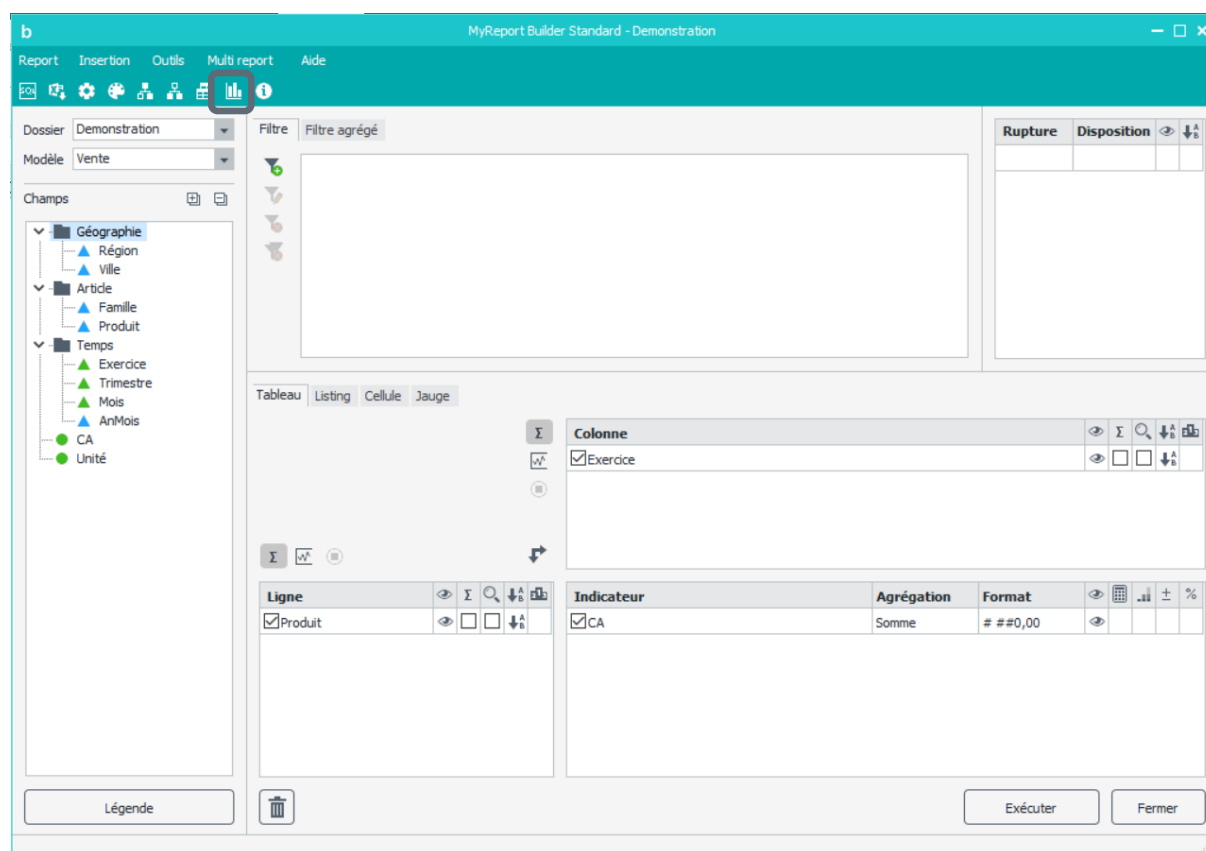 b MyReport Builder Standard - Demonstration
Report Insertion Outils Multi report Aide
SQL
Dossier Demonstration
Modèle Vente
Champs
Géographie
Région
Ville
Article
Famille
Produit
Temps
Exercice
Trimestre
Mois
AnMois
CA
Unité
Légende
Filtre Filtre agrégé
Rupture Disposition
Tableau Listing Cellule Jauge
Σ Colonne Σ
Exercice
Σ
Ligne Σ
Produit
Indicateur Agrégation Format ± %
CA Somme # ##0,00
Exécuter Fermer